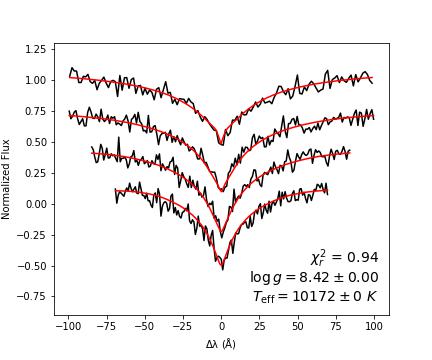 1.25
1.00
0.75
0.50
0.25
0.00
−0.25
−0.50
−0.75
Normalized Flux
χ²ᵣ = 0.94
log g = 8.42 ± 0.00
T_eff = 10172 ± 0 K
−100 −75 −50 −25 0 25 50 75 100
Δλ (Å)